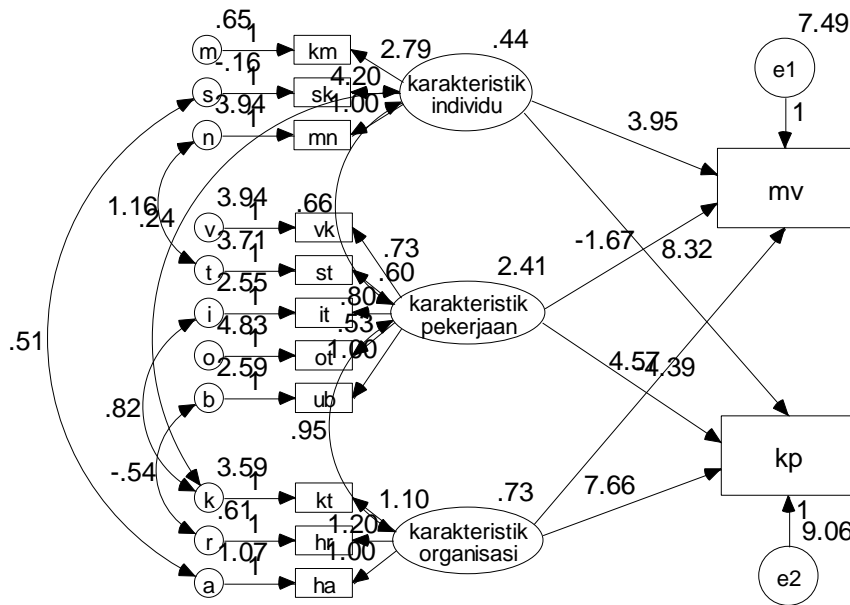 .65
1
m
km
2.79
.44
7.49
-.16
1
s
sk
4.20
karakteristik
individu
e1
3.94
1
n
mn
1.00
3.95
1
mv
1.16
.24
3.94
1
v
vk
.66
.73
-1.67
8.32
3.71
1
t
st
.60
2.41
2.55
1
i
it
.80
karakteristik
pekerjaan
4.83
1
o
ot
.53
.51
2.59
1
b
ub
1.00
4.57
-4.39
.82
.95
-.54
3.59
1
k
kt
1.10
.73
7.66
kp
.61
1
r
hr
1.20
karakteristik
organisasi
1
9.06
1.07
1
a
ha
1.00
e2